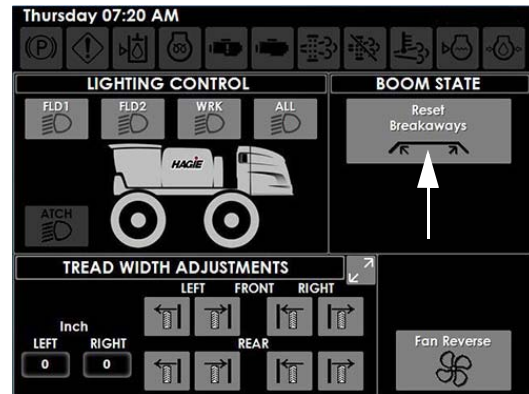 Thursday 07:20 AM
LIGHTING CONTROL
BOOM STATE
FLD1 FLD2 WRK ALL
Reset
Breakaways
HAGIE
ATCH
TREAD WIDTH ADJUSTMENTS
LEFT FRONT RIGHT
Inch
LEFT RIGHT
REAR
0 0
Fan Reverse